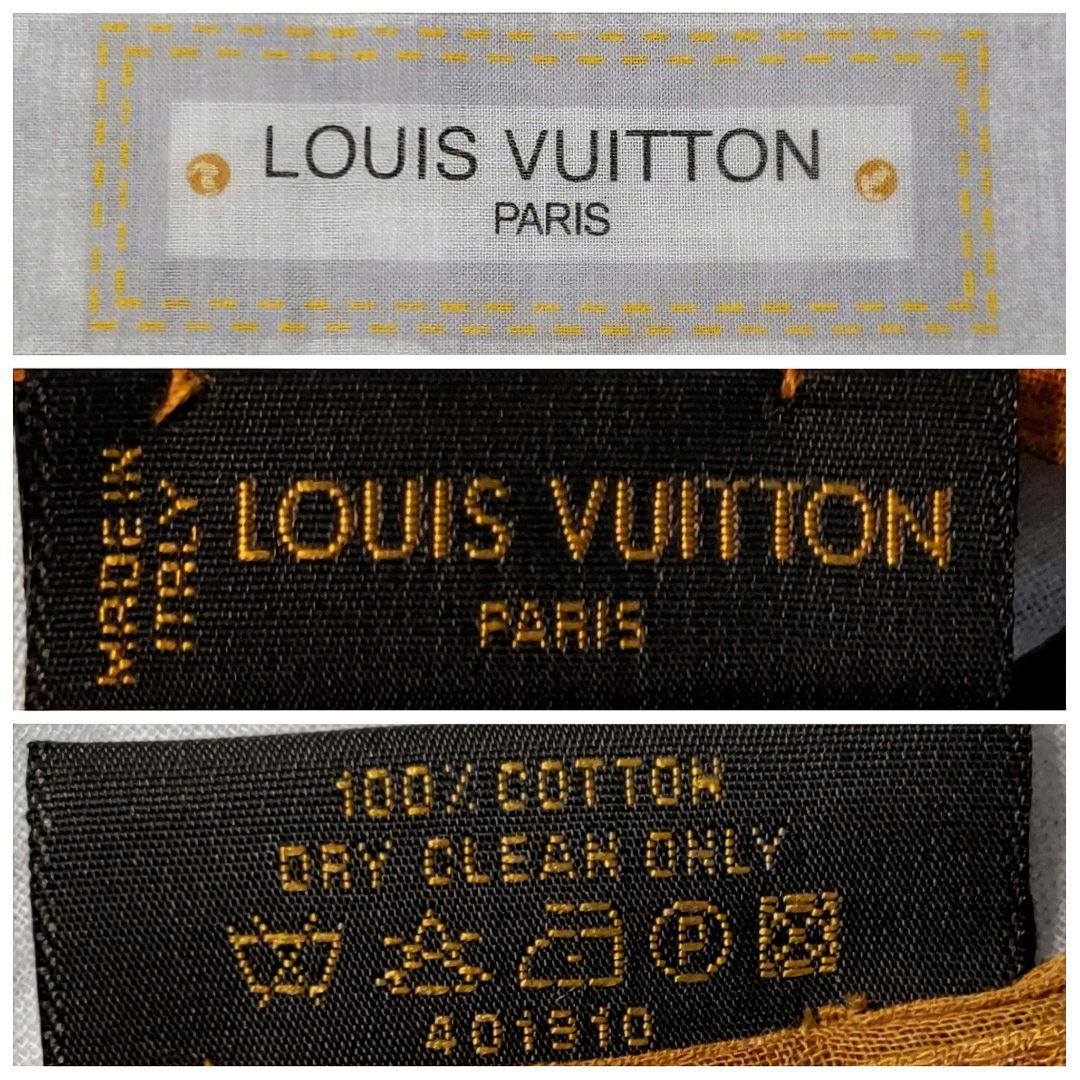 LOUIS VUITTON
PARIS
MADE IN
ITALY
LOUIS VUITTON
PARIS
100% COTTON
DRY CLEAN ONLY
P
401310